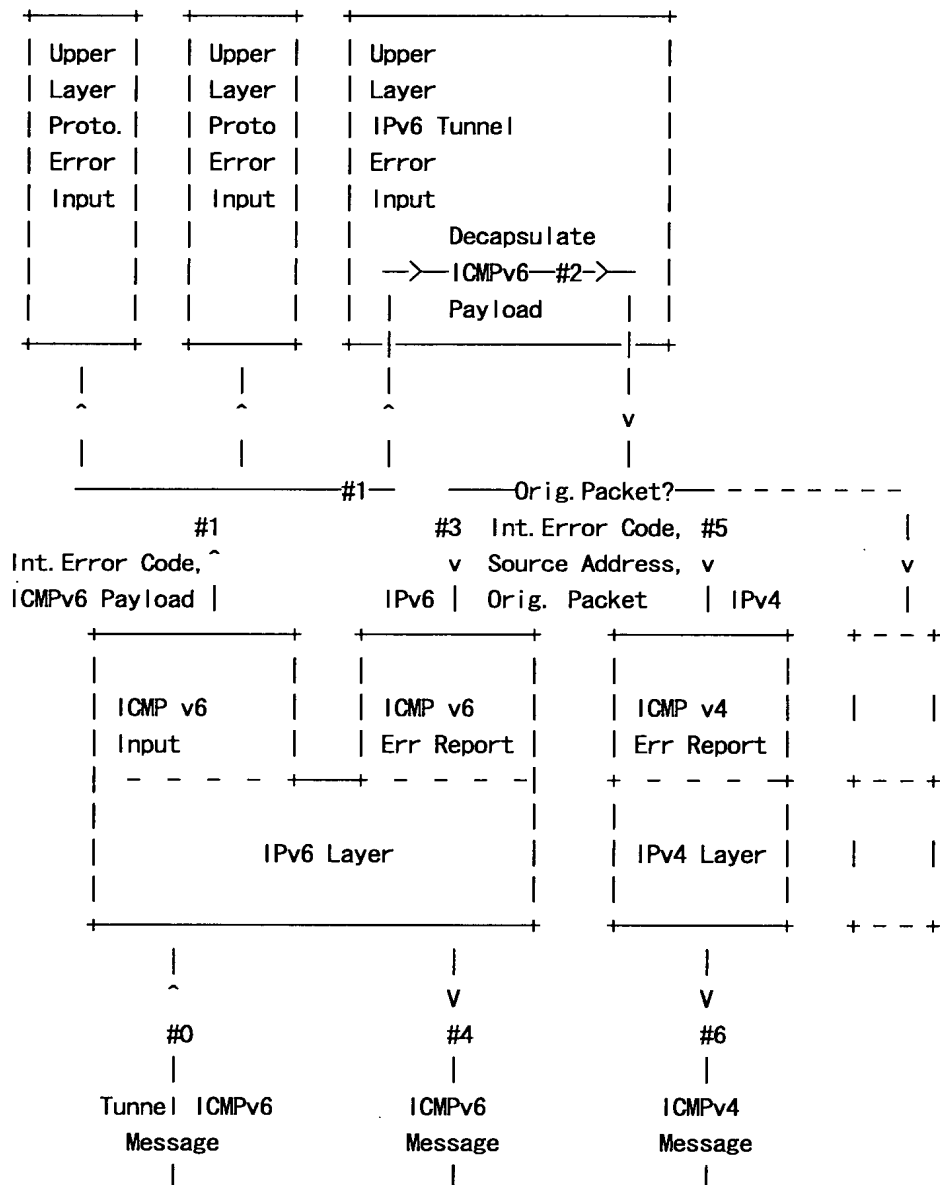 Upper Upper Upper
Layer Layer Layer
Proto. Proto IPv6 Tunnel
Error Error Error
Input Input Input
Decapsulate
-->--ICMPv6--#2->--
Payload
#1-- --Orig.Packet?-- - - - - -
#1 #3 Int.Error Code, #5
Int.Error Code,^ v Source Address, v v
ICMPv6 Payload | IPv6 | Orig. Packet | IPv4 |
ICMP v6 ICMP v6 ICMP v4
Input Err Report Err Report
IPv6 Layer IPv4 Layer
^ V V
#0 #4 #6
Tunnel ICMPv6 ICMPv6 ICMPv4
Message Message Message